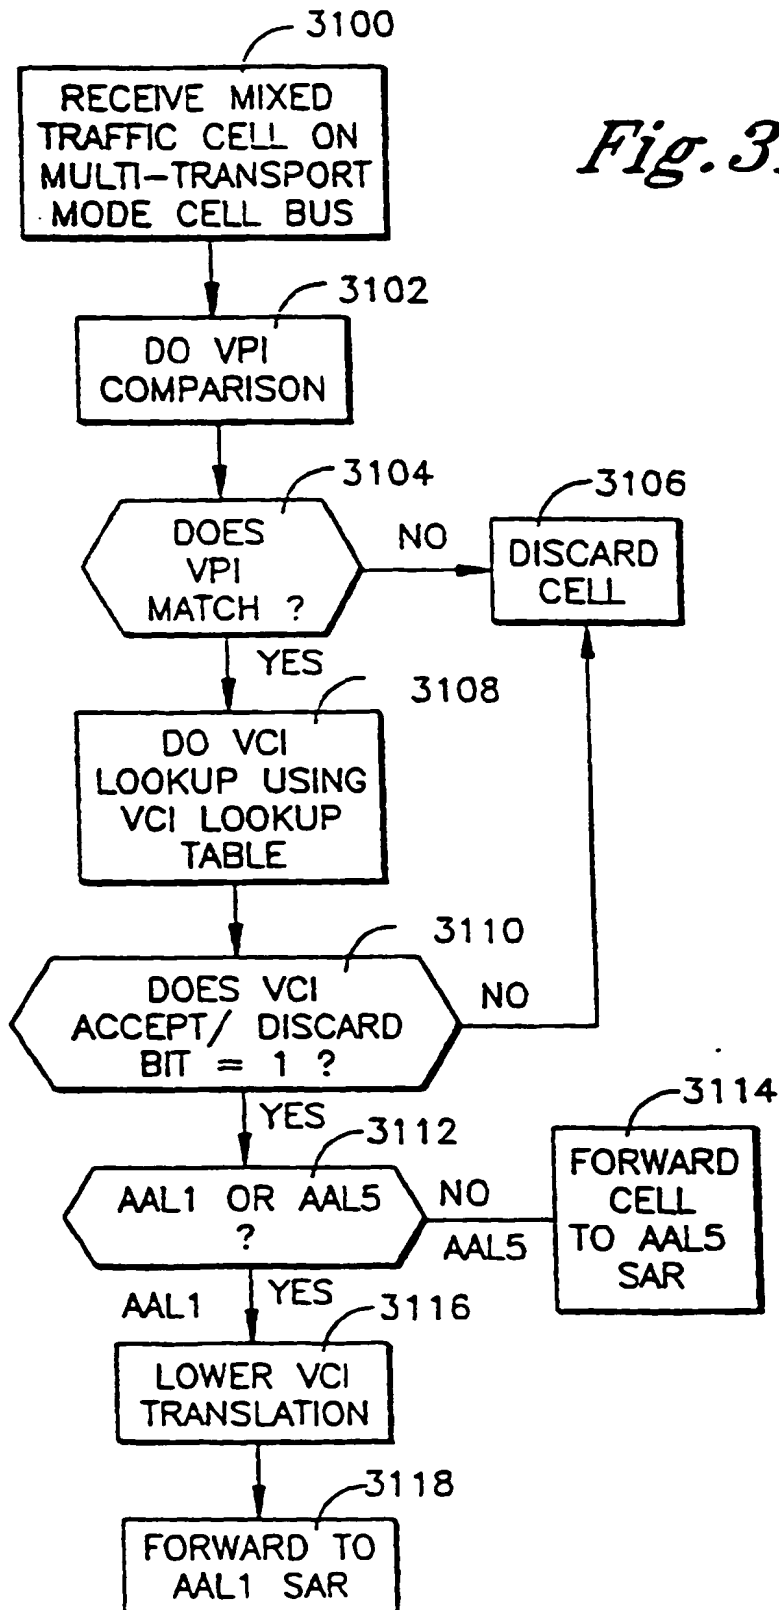 3100
RECEIVE MIXED
TRAFFIC CELL ON
MULTI-TRANSPORT
MODE CELL BUS
Fig. 3
3102
DO VPI
COMPARISON
3104
DOES
VPI
MATCH ?
NO
3106
DISCARD
CELL
YES
3108
DO VCI
LOOKUP USING
VCI LOOKUP
TABLE
3110
DOES VCI
ACCEPT/ DISCARD
BIT = 1 ?
NO
YES
3112
AAL1 OR AAL5
?
NO
AAL5
3114
FORWARD
CELL
TO AAL5
SAR
AAL1
YES
3116
LOWER VCI
TRANSLATION
3118
FORWARD TO
AAL1 SAR